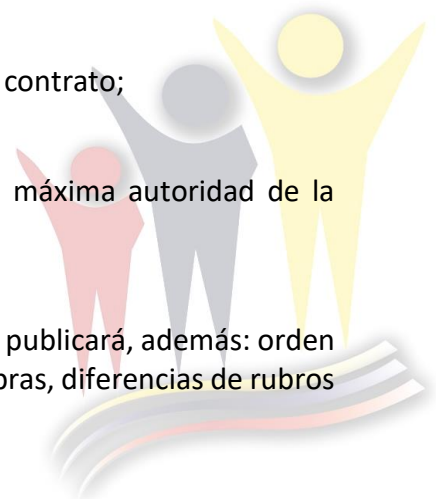 contrato;
máxima autoridad de la
publicará, además: orden
bras, diferencias de rubros